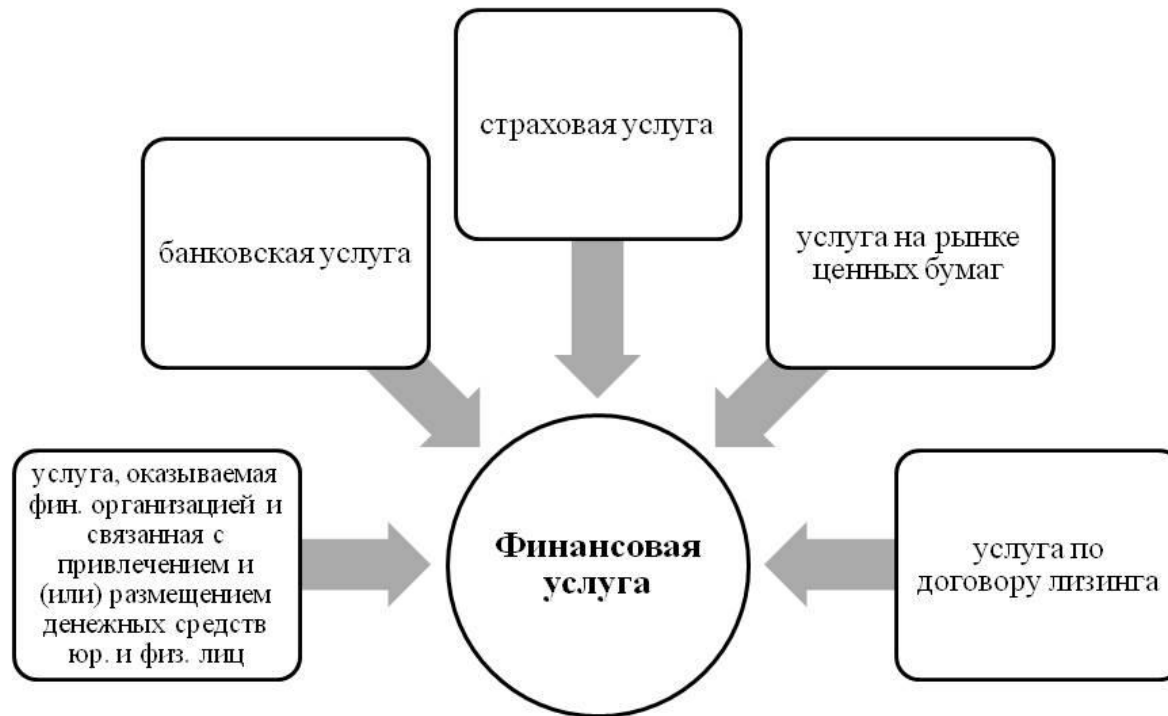 страховая услуга
банковская услуга
услуга на рынке
ценных бумаг
услуга, оказываемая
фин. организацией и
связанная с
привлечением и
(или) размещением
денежных средств
юр. и физ. лиц
Финансовая
услуга
услуга по
договору лизинга